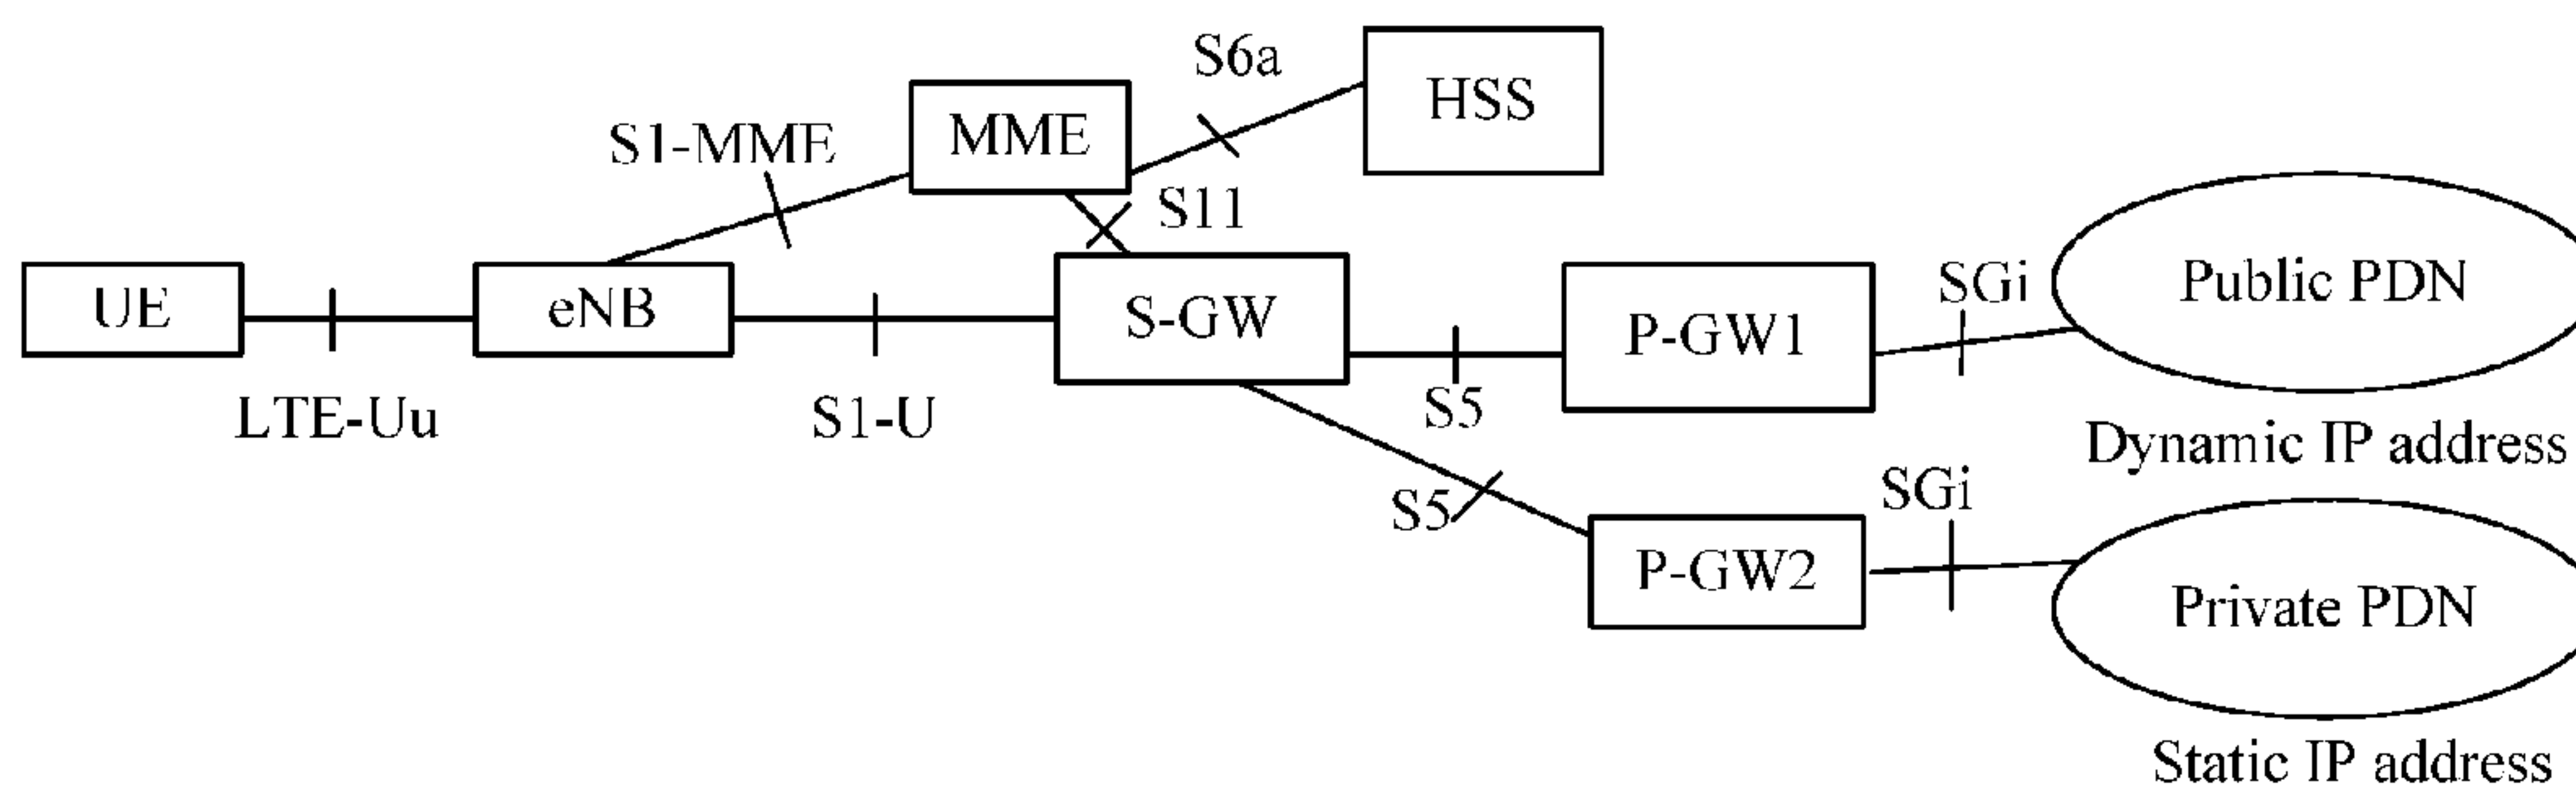 S6a
HSS
MME
S1-MME
S11
UE
eNB
S-GW
P-GW1
SGi
Public PDN
LTE-Uu
S1-U
S5
Dynamic IP address
S5
SGi
P-GW2
Private PDN
Static IP address